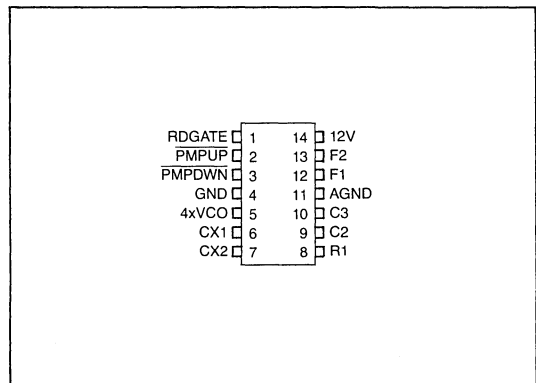 RDGATE 1 14 12V
PMPUP 2 13 F2
PMPDWN 3 12 F1
GND 4 11 AGND
4xVCO 5 10 C3
CX1 6 9 C2
CX2 7 8 R1